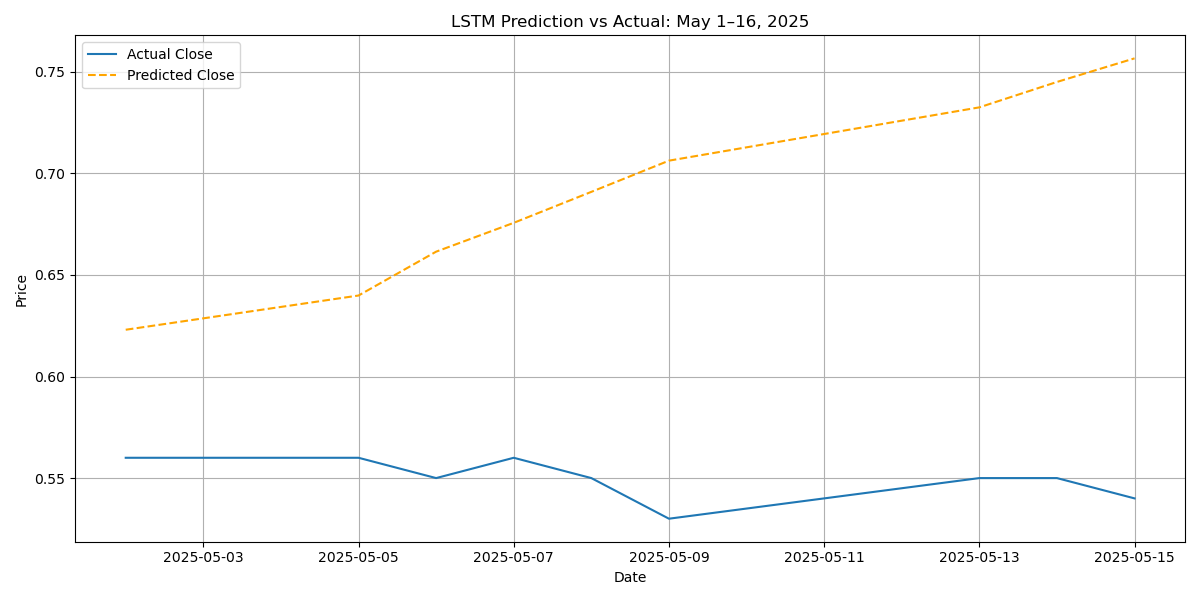 LSTM Prediction vs Actual: May 1–16, 2025
Actual Close
Predicted Close
0.75
0.70
0.65
0.60
0.55
Price
2025-05-03
2025-05-05
2025-05-07
2025-05-09
2025-05-11
2025-05-13
2025-05-15
Date